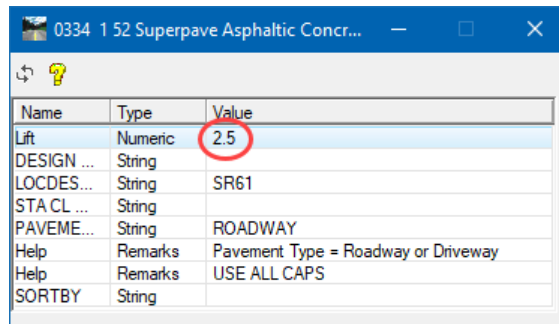 0334 1 52 Superpave Asphaltic Concr...
Name Type Value
Lift Numeric 2.5
DESIGN ... String
LOCDES... String SR61
STA CL ... String
PAVEME... String ROADWAY
Help Remarks Pavement Type = Roadway or Driveway
Help Remarks USE ALL CAPS
SORTBY String